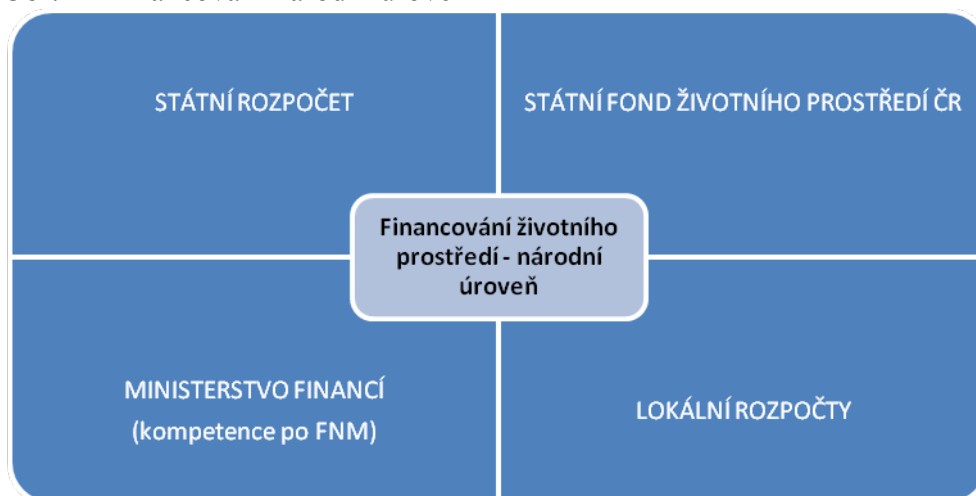 STÁTNÍ ROZPOČET
STÁTNÍ FOND ŽIVOTNÍHO PROSTŘEDÍ ČR
Financování životního
prostředí - národní
úroveň
MINISTERSTVO FINANCÍ
(kompetence po FNM)
LOKÁLNÍ ROZPOČTY